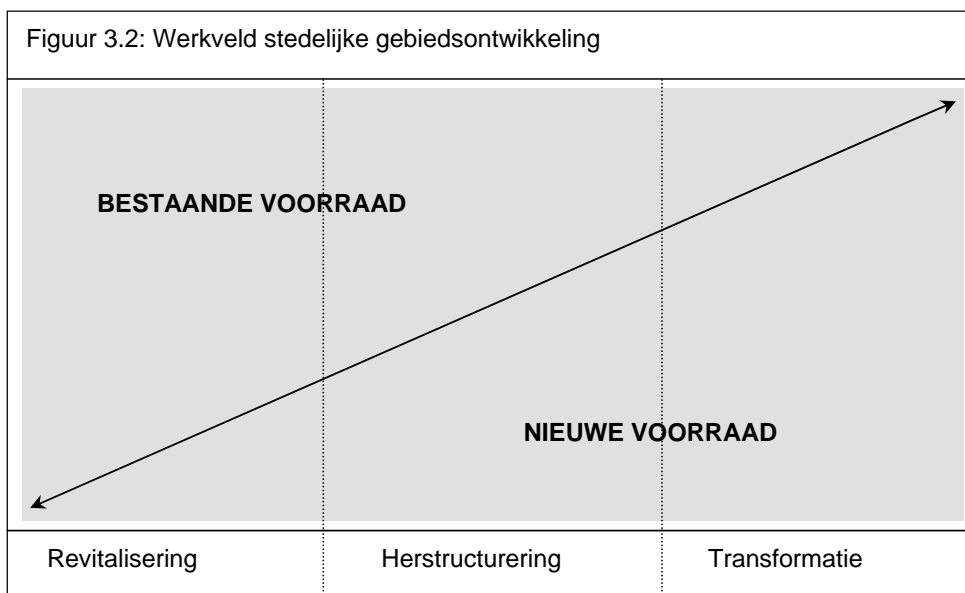 Figuur 3.2: Werkveld stedelijke gebiedsontwikkeling
BESTAANDE VOORRAAD
NIEUWE VOORRAAD
Revitalisering Herstructurering Transformatie